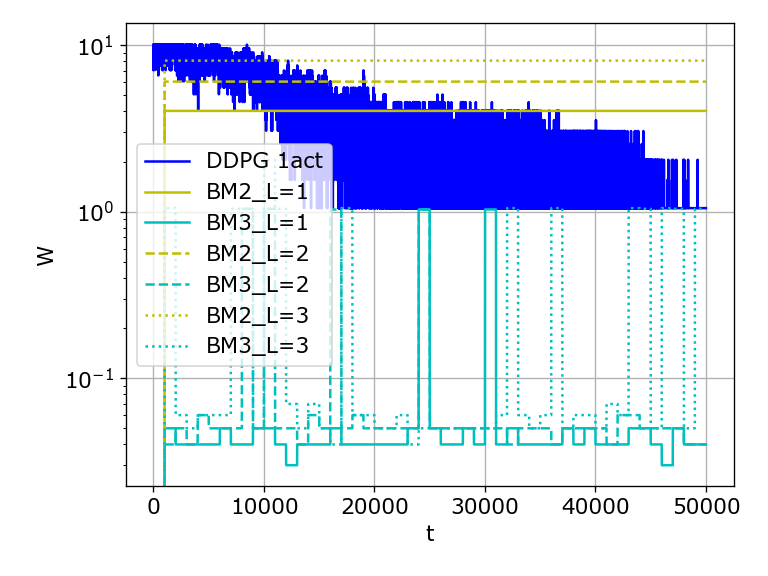 10¹
10⁰
10⁻¹
W
DDPG 1act
BM2_L=1
BM3_L=1
BM2_L=2
BM3_L=2
BM2_L=3
BM3_L=3
0 10000 20000 30000 40000 50000
t